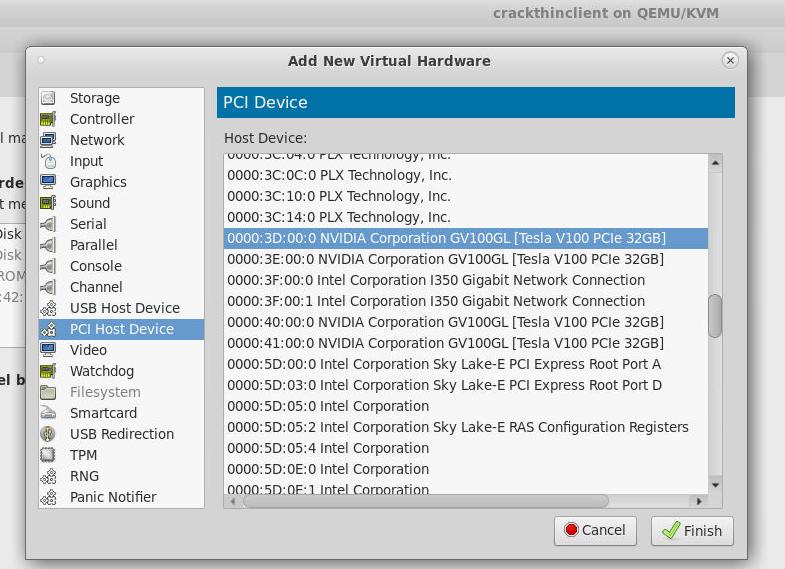 crackthinclient on QEMU/KVM
Add New Virtual Hardware
Storage
Controller
Network
Input
Graphics
Sound
Serial
Parallel
Console
Channel
USB Host Device
PCI Host Device
Video
Watchdog
Filesystem
Smartcard
USB Redirection
TPM
RNG
Panic Notifier
PCI Device
Host Device:
0000:3C:04:0 PLX Technology, Inc.
0000:3C:0C:0 PLX Technology, Inc.
0000:3C:10:0 PLX Technology, Inc.
0000:3C:14:0 PLX Technology, Inc.
0000:3D:00:0 NVIDIA Corporation GV100GL [Tesla V100 PCIe 32GB]
0000:3E:00:0 NVIDIA Corporation GV100GL [Tesla V100 PCIe 32GB]
0000:3F:00:0 Intel Corporation I350 Gigabit Network Connection
0000:3F:00:1 Intel Corporation I350 Gigabit Network Connection
0000:40:00:0 NVIDIA Corporation GV100GL [Tesla V100 PCIe 32GB]
0000:41:00:0 NVIDIA Corporation GV100GL [Tesla V100 PCIe 32GB]
0000:5D:00:0 Intel Corporation Sky Lake-E PCI Express Root Port A
0000:5D:03:0 Intel Corporation Sky Lake-E PCI Express Root Port D
0000:5D:05:0 Intel Corporation
0000:5D:05:2 Intel Corporation Sky Lake-E RAS Configuration Registers
0000:5D:05:4 Intel Corporation
0000:5D:0E:0 Intel Corporation
0000:5D:0E:1 Intel Corporation
l ma
rde
t me
Disk
Disk
ROM
:42:
el b
Cancel
Finish